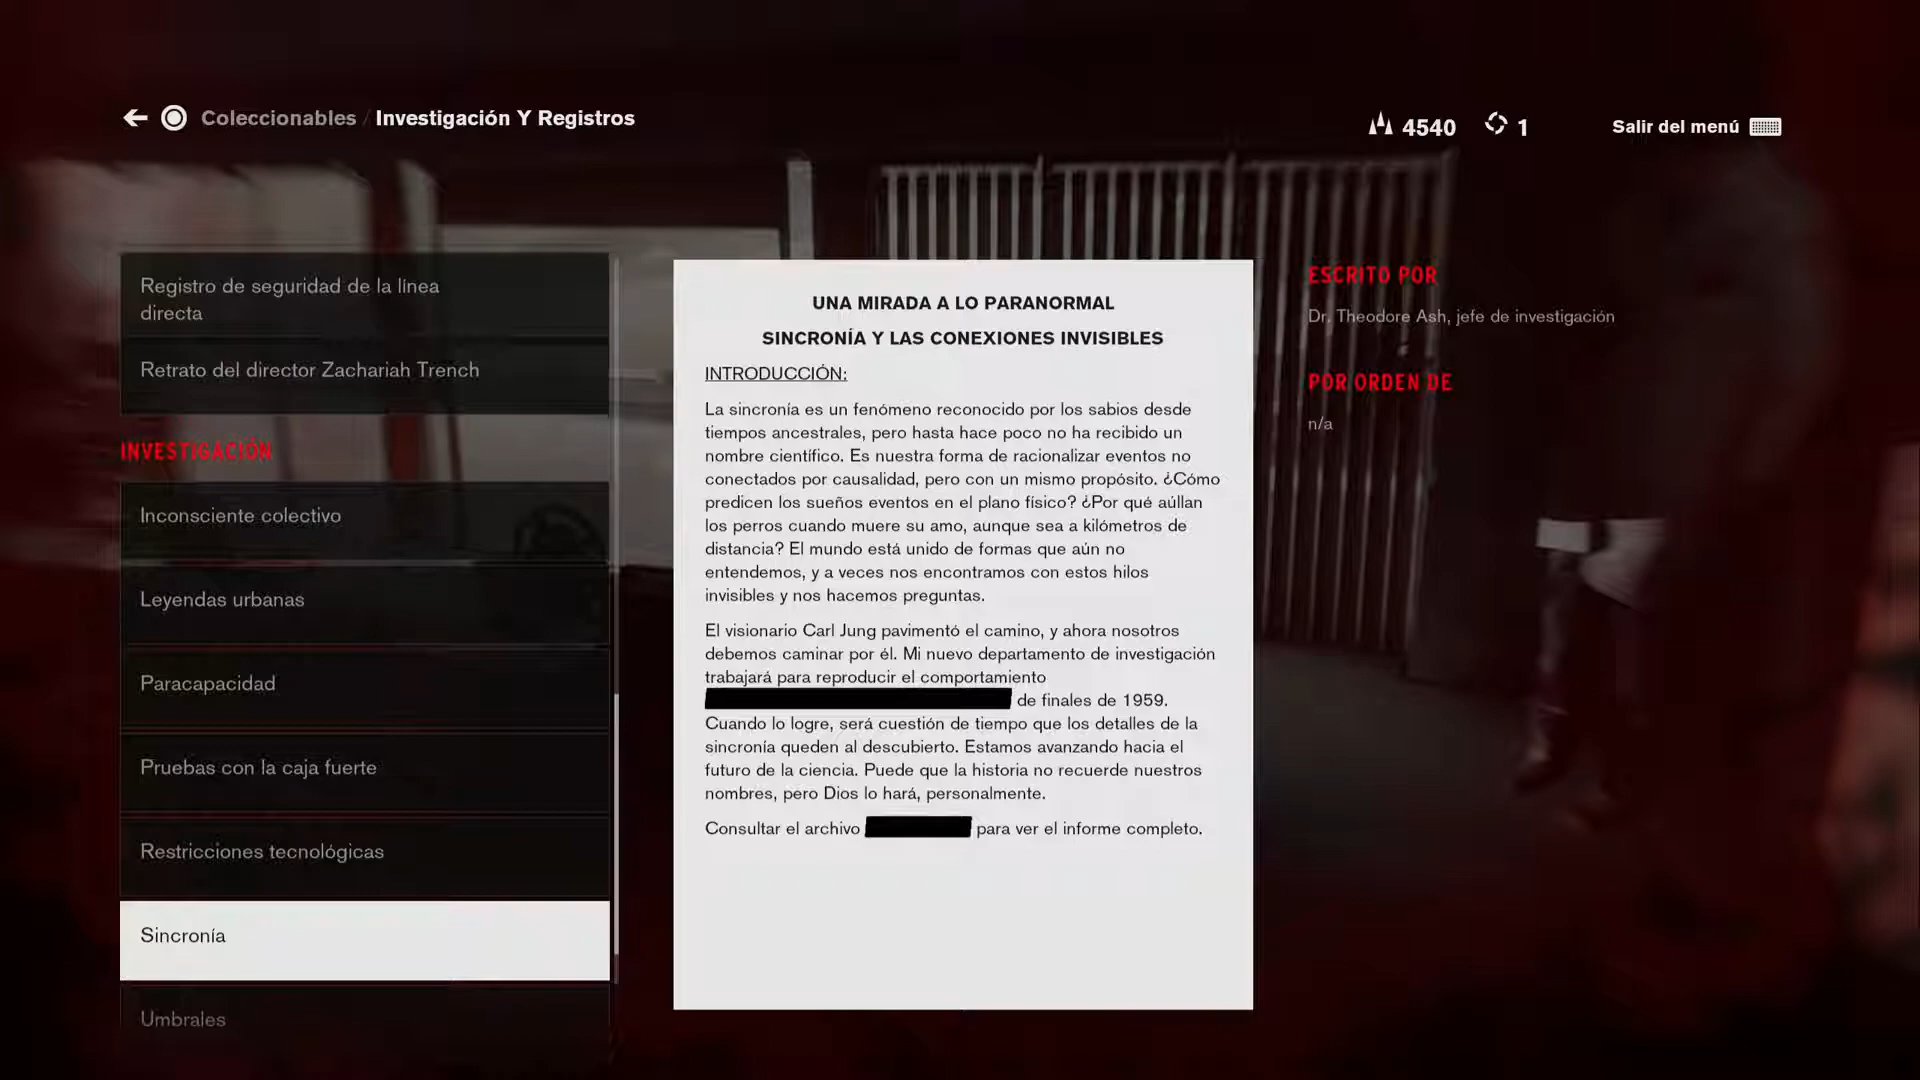 Coleccionables / Investigación Y Registros
4540
1
Salir del menú
Registro de seguridad de la línea
directa
Retrato del director Zachariah Trench
INVESTIGACIÓN
Inconsciente colectivo
Leyendas urbanas
Paracapacidad
Pruebas con la caja fuerte
Restricciones tecnológicas
Sincronía
Umbrales
UNA MIRADA A LO PARANORMAL
SINCRONÍA Y LAS CONEXIONES INVISIBLES
INTRODUCCIÓN:
La sincronía es un fenómeno reconocido por los sabios desde
tiempos ancestrales, pero hasta hace poco no ha recibido un
nombre científico. Es nuestra forma de racionalizar eventos no
conectados por causalidad, pero con un mismo propósito. ¿Cómo
predicen los sueños eventos en el plano físico? ¿Por qué aúllan
los perros cuando muere su amo, aunque sea a kilómetros de
distancia? El mundo está unido de formas que aún no
entendemos, y a veces nos encontramos con estos hilos
invisibles y nos hacemos preguntas.
El visionario Carl Jung pavimentó el camino, y ahora nosotros
debemos caminar por él. Mi nuevo departamento de investigación
trabajará para reproducir el comportamiento
de finales de 1959.
Cuando lo logre, será cuestión de tiempo que los detalles de la
sincronía queden al descubierto. Estamos avanzando hacia el
futuro de la ciencia. Puede que la historia no recuerde nuestros
nombres, pero Dios lo hará, personalmente.
Consultar el archivo para ver el informe completo.
ESCRITO POR
Dr. Theodore Ash, jefe de investigación
POR ORDEN DE
n/a